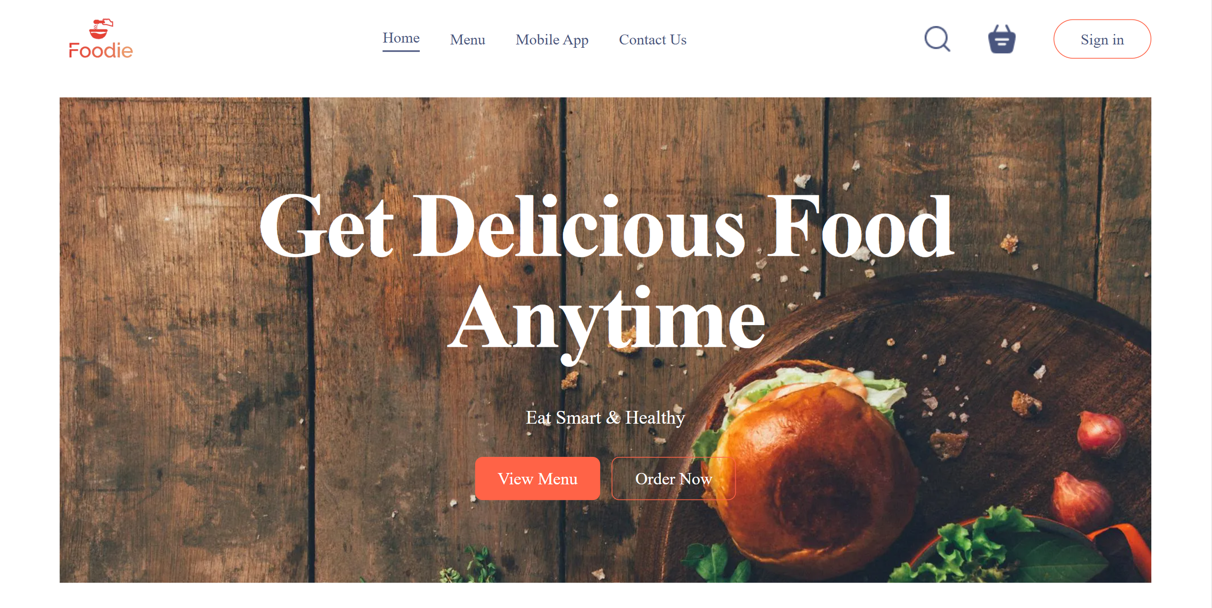 Foodie
Home
Menu
Mobile App
Contact Us
Sign in
Get Delicious Food
Anytime
Eat Smart & Healthy
View Menu
Order Now